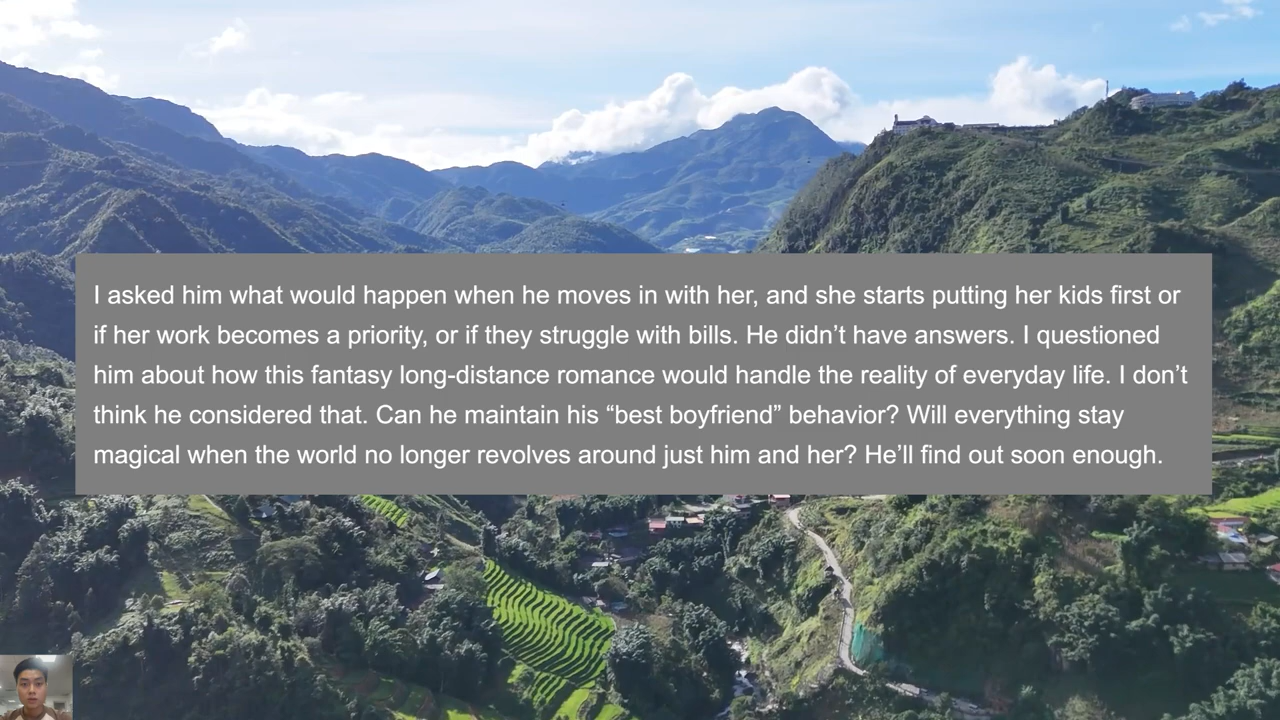 I asked him what would happen when he moves in with her, and she starts putting her kids first or
if her work becomes a priority, or if they struggle with bills. He didn’t have answers. I questioned
him about how this fantasy long-distance romance would handle the reality of everyday life. I don’t
think he considered that. Can he maintain his “best boyfriend” behavior? Will everything stay
magical when the world no longer revolves around just him and her? He’ll find out soon enough.